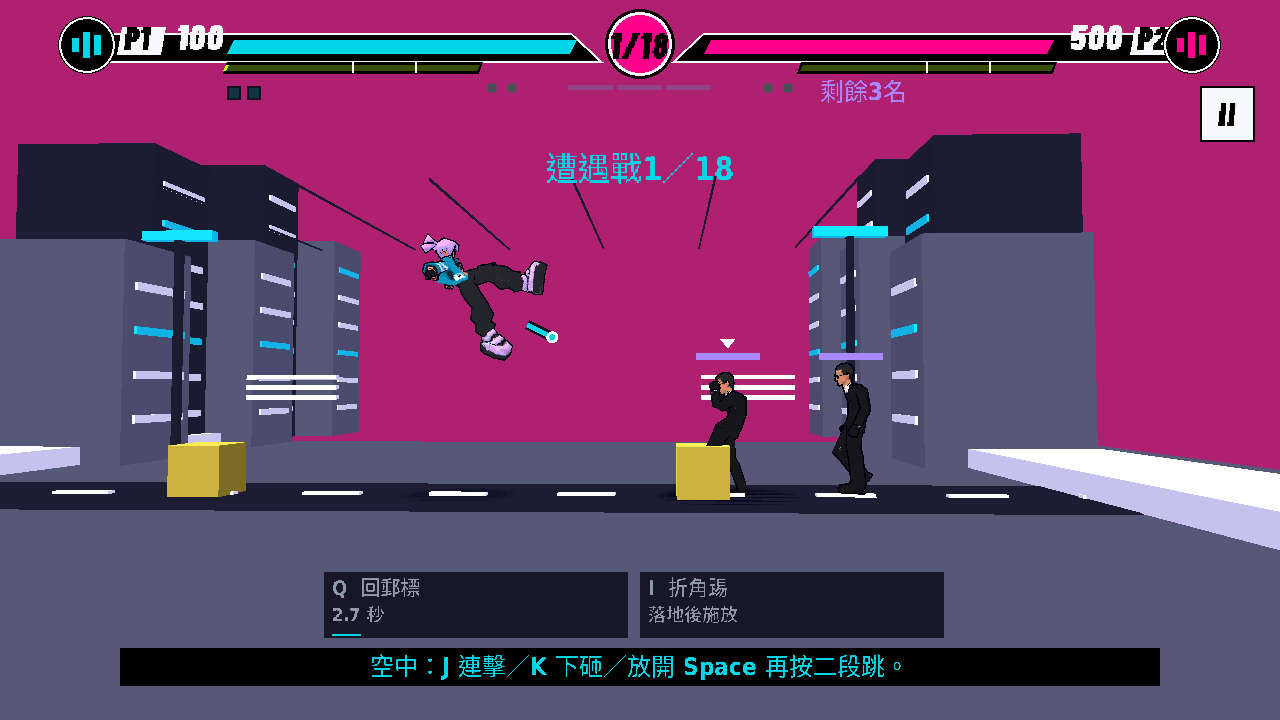 P1 100
1/18
500 P2
剩餘3名
遭遇戰1／18
Q 回郵標
2.7 秒
I 折角踢
落地後施放
空中：J 連擊／K 下砸／放開 Space 再按二段跳。